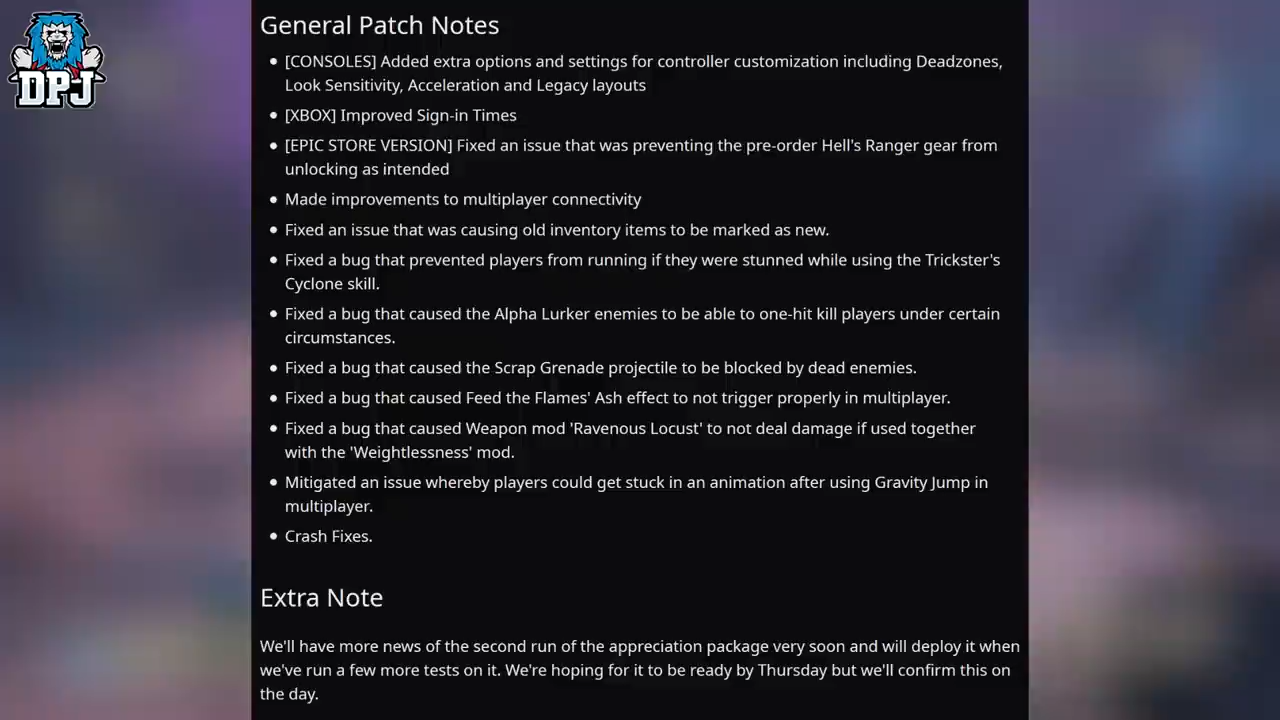 DPJ
General Patch Notes
[CONSOLES] Added extra options and settings for controller customization including Deadzones,
Look Sensitivity, Acceleration and Legacy layouts
[XBOX] Improved Sign-in Times
[EPIC STORE VERSION] Fixed an issue that was preventing the pre-order Hell's Ranger gear from
unlocking as intended
Made improvements to multiplayer connectivity
Fixed an issue that was causing old inventory items to be marked as new.
Fixed a bug that prevented players from running if they were stunned while using the Trickster's
Cyclone skill.
Fixed a bug that caused the Alpha Lurker enemies to be able to one-hit kill players under certain
circumstances.
Fixed a bug that caused the Scrap Grenade projectile to be blocked by dead enemies.
Fixed a bug that caused Feed the Flames' Ash effect to not trigger properly in multiplayer.
Fixed a bug that caused Weapon mod 'Ravenous Locust' to not deal damage if used together
with the 'Weightlessness' mod.
Mitigated an issue whereby players could get stuck in an animation after using Gravity Jump in
multiplayer.
Crash Fixes.
Extra Note
We'll have more news of the second run of the appreciation package very soon and will deploy it when
we've run a few more tests on it. We're hoping for it to be ready by Thursday but we'll confirm this on
the day.